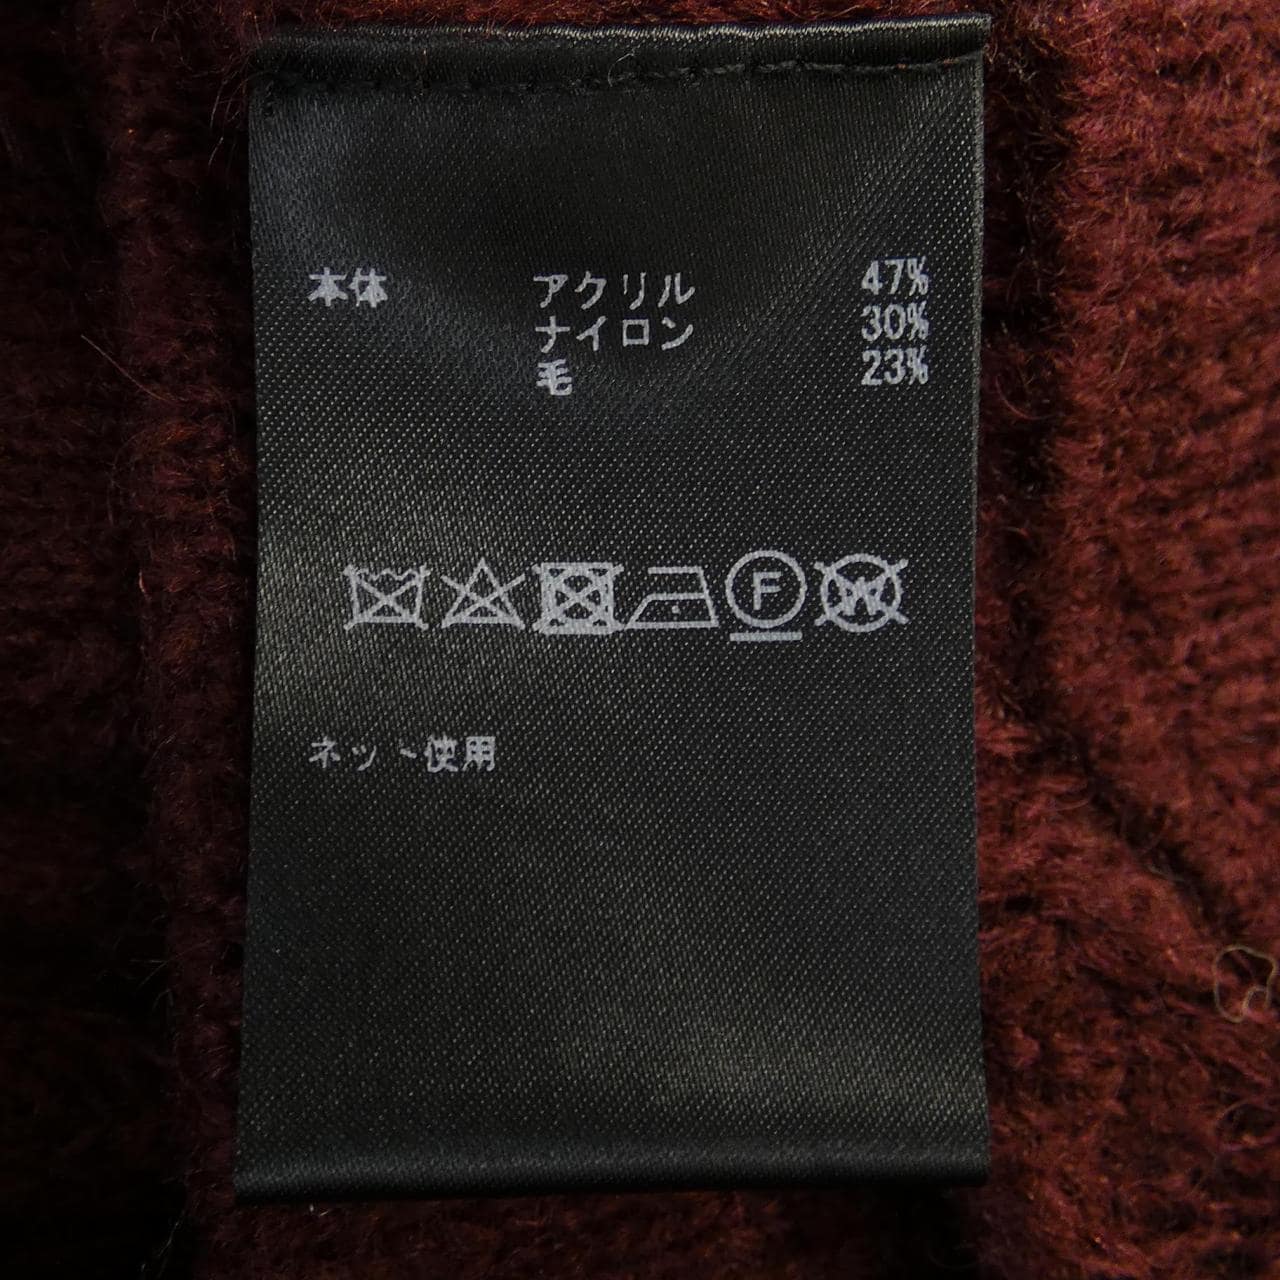 本体 アクリル 47%
ナイロン 30%
毛 23%
F W
ネット使用